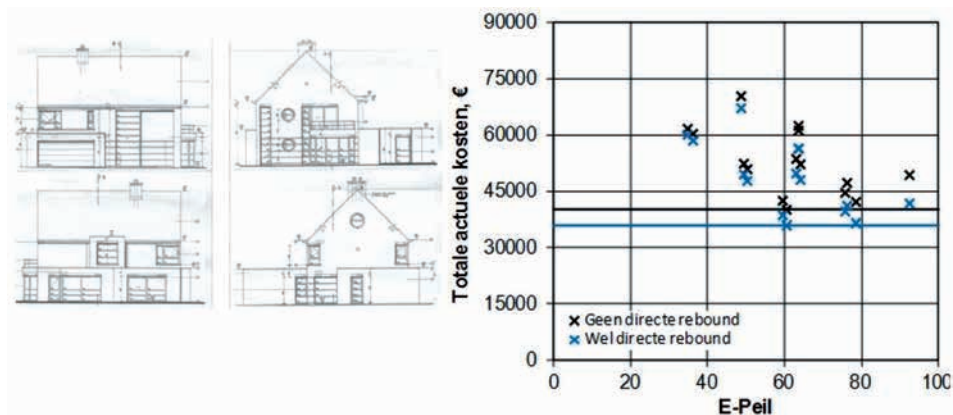 Totale actuele kosten, €
90000
75000
60000
45000
30000
15000
0
Geen directe rebound
Wel directe rebound
0 20 40 60 80 100
E-Peil